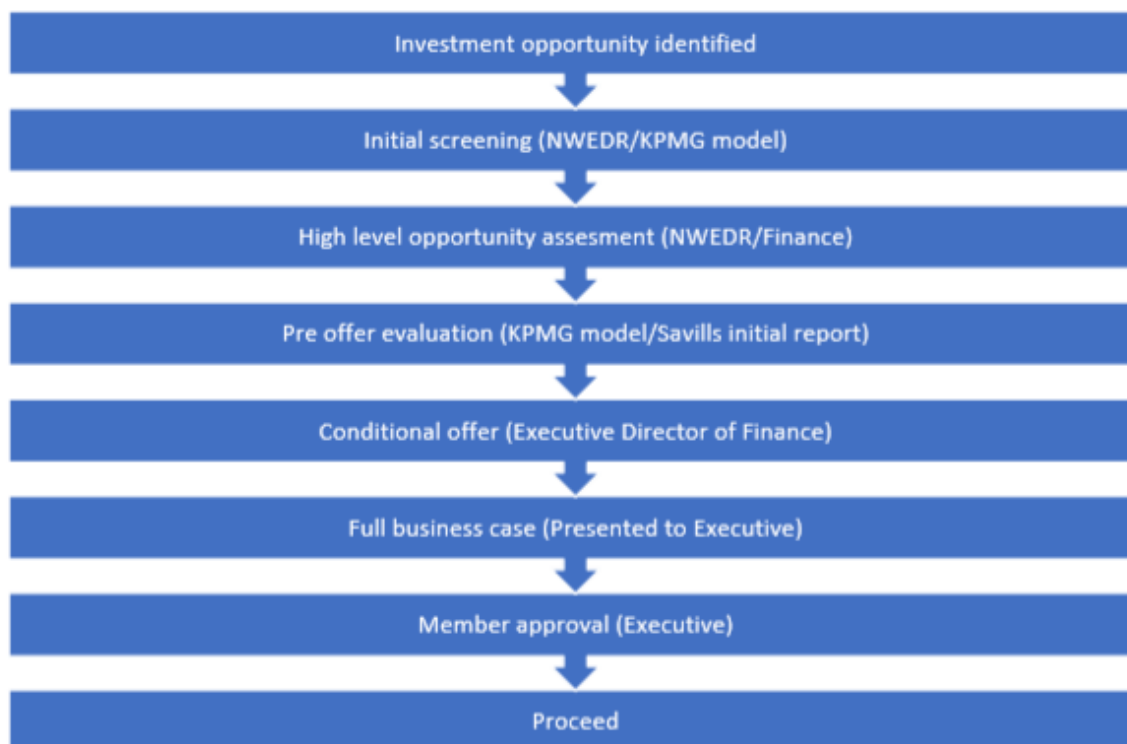 Investment opportunity identified
Initial screening (NWEDR/KPMG model)
High level opportunity assesment (NWEDR/Finance)
Pre offer evaluation (KPMG model/Savills initial report)
Conditional offer (Executive Director of Finance)
Full business case (Presented to Executive)
Member approval (Executive)
Proceed